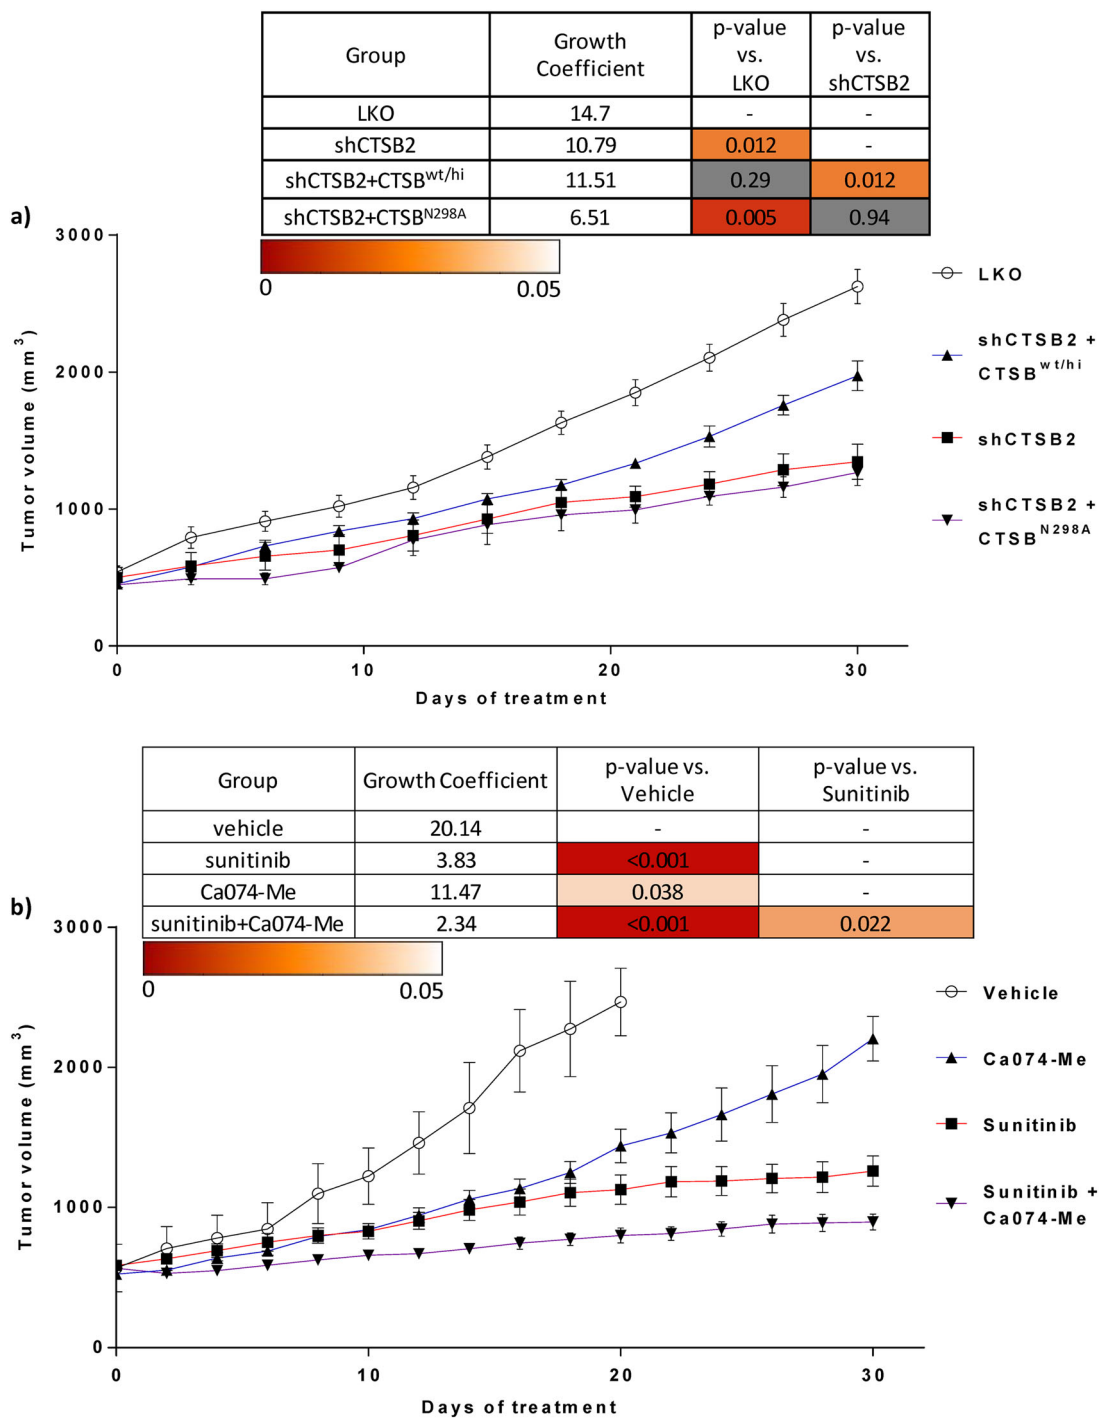 Group
Growth
Coefficient
p-value
vs.
LKO
p-value
vs.
shCTSB2
LKO 14.7 - -
shCTSB2 10.79 0.012 -
shCTSB2+CTSBwt/hi 11.51 0.29 0.012
shCTSB2+CTSBN298A 6.51 0.005 0.94
a)
0 0.05
3000
2000
1000
0
Tumor volume (mm3)
0 10 20 30
Days of treatment
LKO
shCTSB2 +
CTSBwt/hi
shCTSB2
shCTSB2 +
CTSBN298A
Group
Growth Coefficient
p-value vs.
Vehicle
p-value vs.
Sunitinib
vehicle 20.14 - -
sunitinib 3.83 <0.001 -
Ca074-Me 11.47 0.038 -
sunitinib+Ca074-Me 2.34 <0.001 0.022
b)
0 0.05
3000
2000
1000
0
Tumor volume (mm3)
0 10 20 30
Days of treatment
Vehicle
Ca074-Me
Sunitinib
Sunitinib +
Ca074-Me